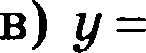 в) y =